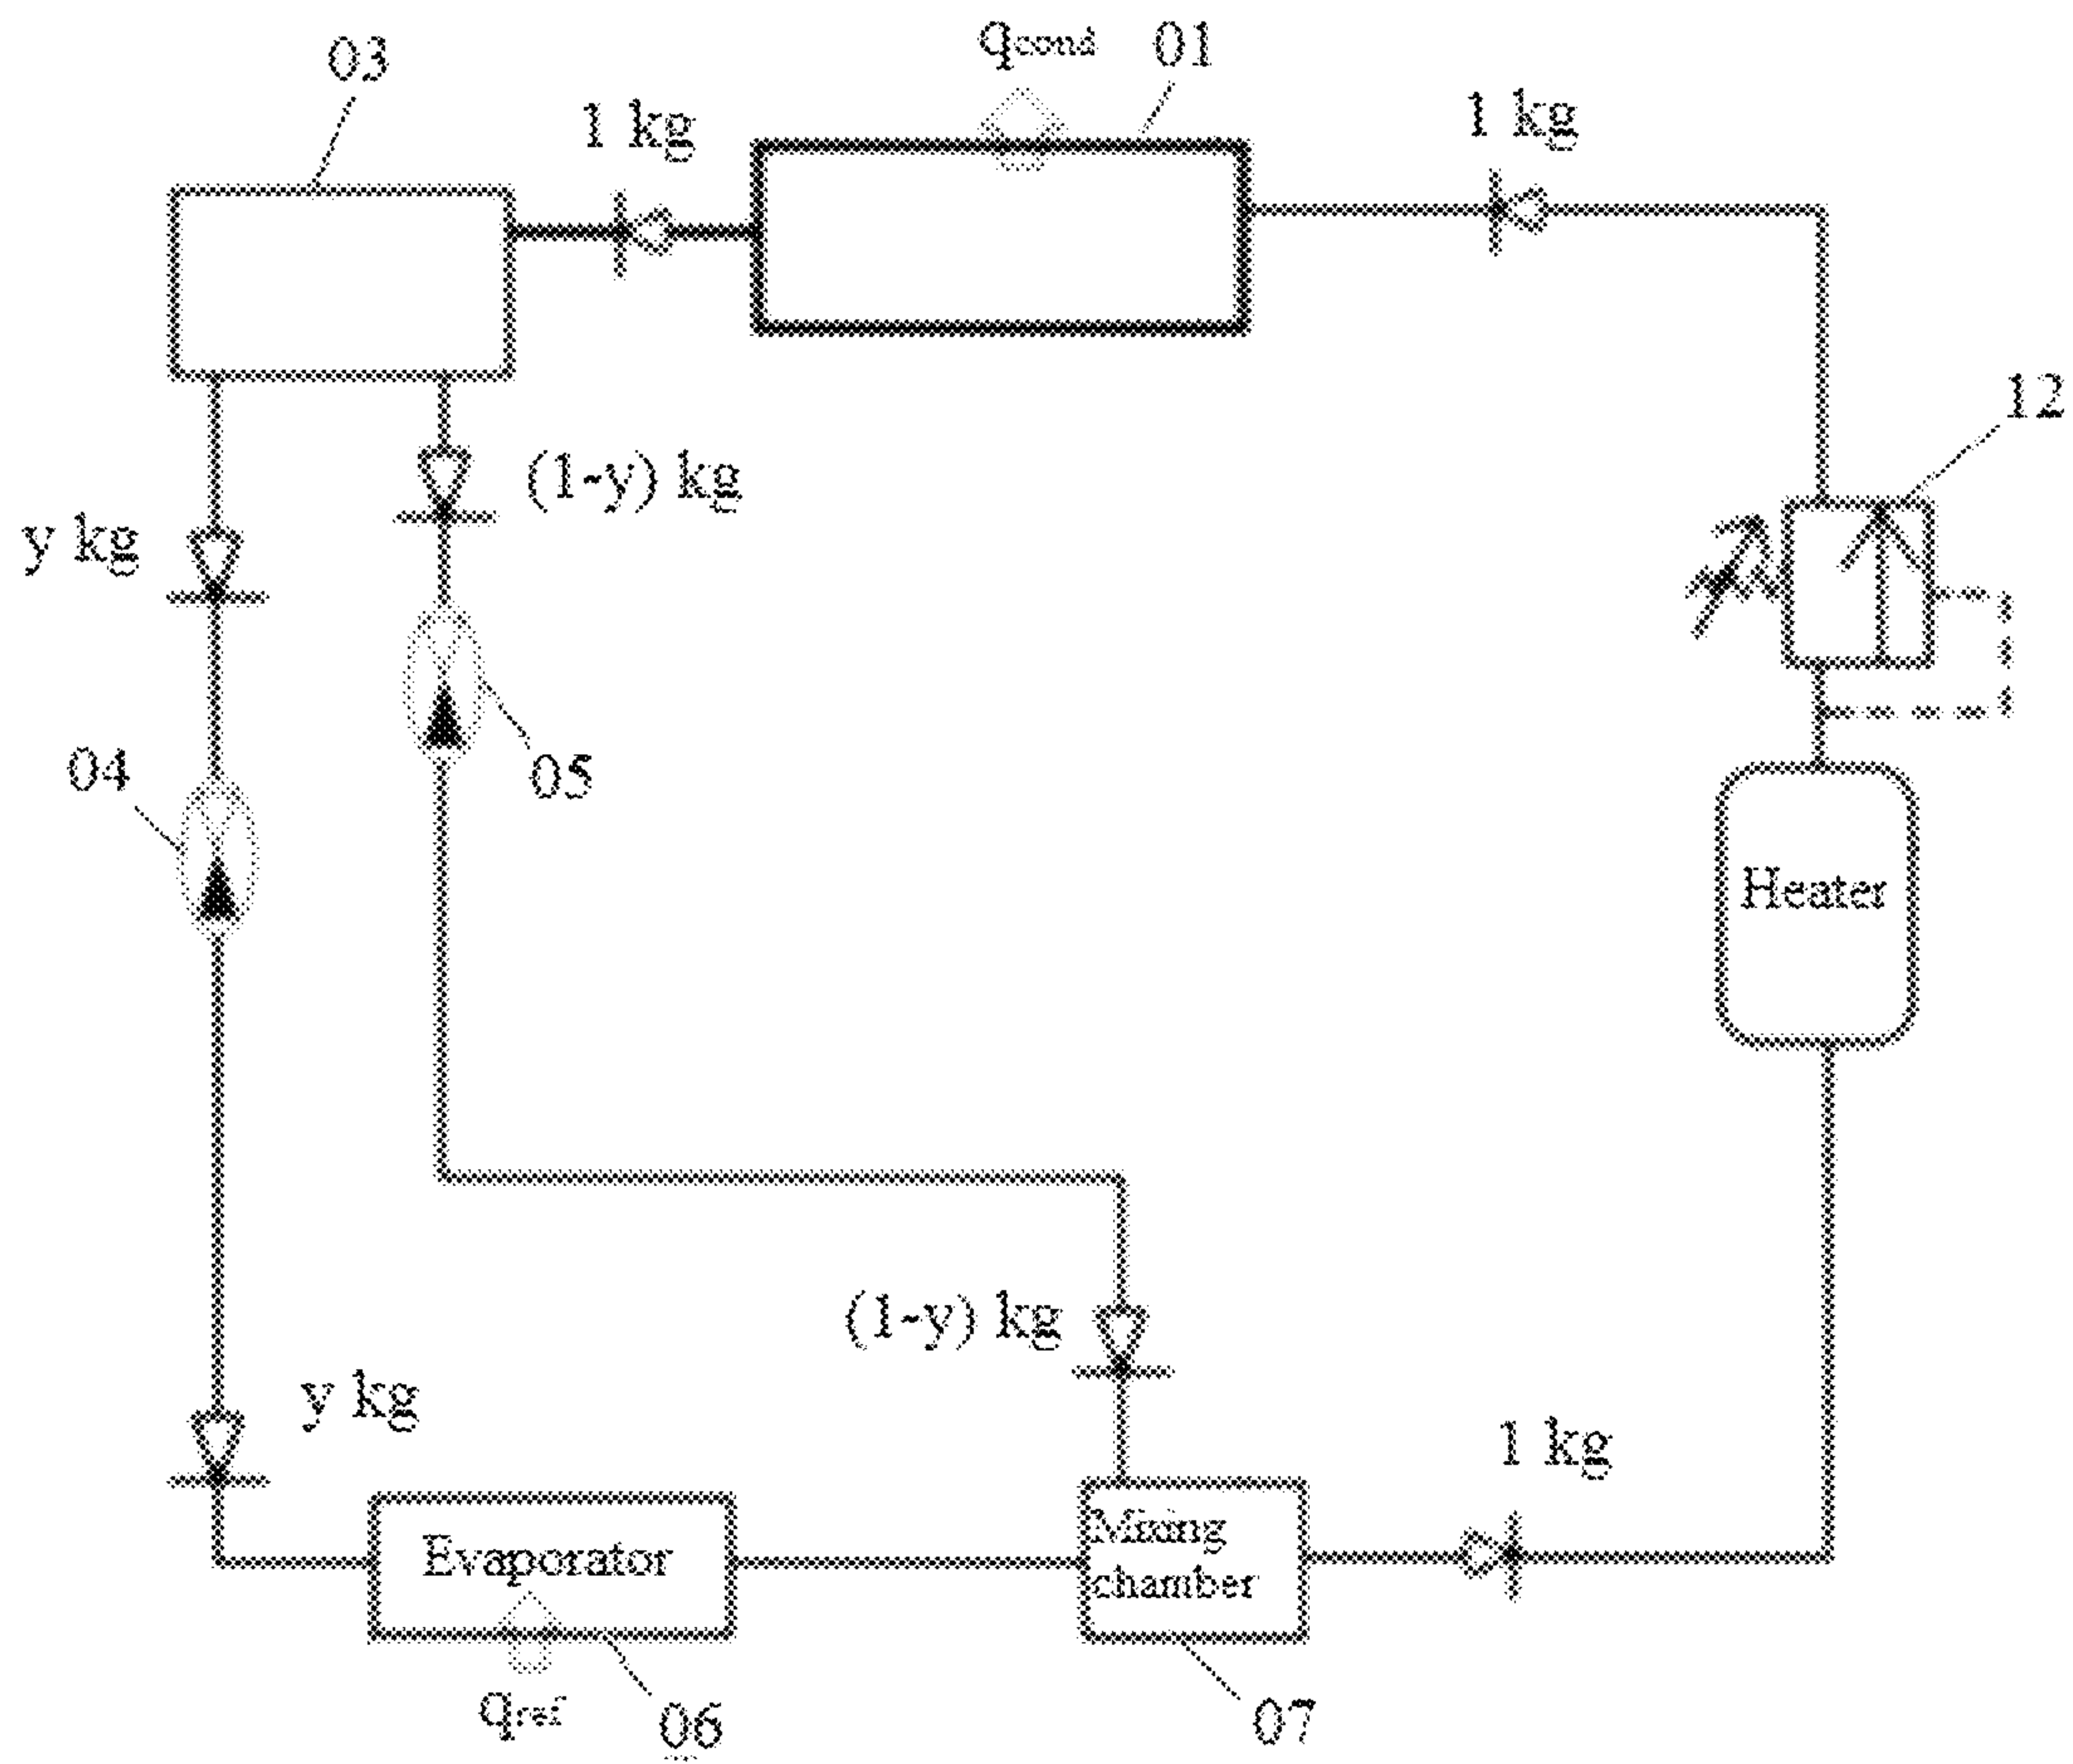 03
qcond
01
1 kg
1 kg
12
(1-y) kg
y kg
04
05
Heater
(1-y) kg
y kg
1 kg
Evaporator
Mixing
chamber
qref
06
07